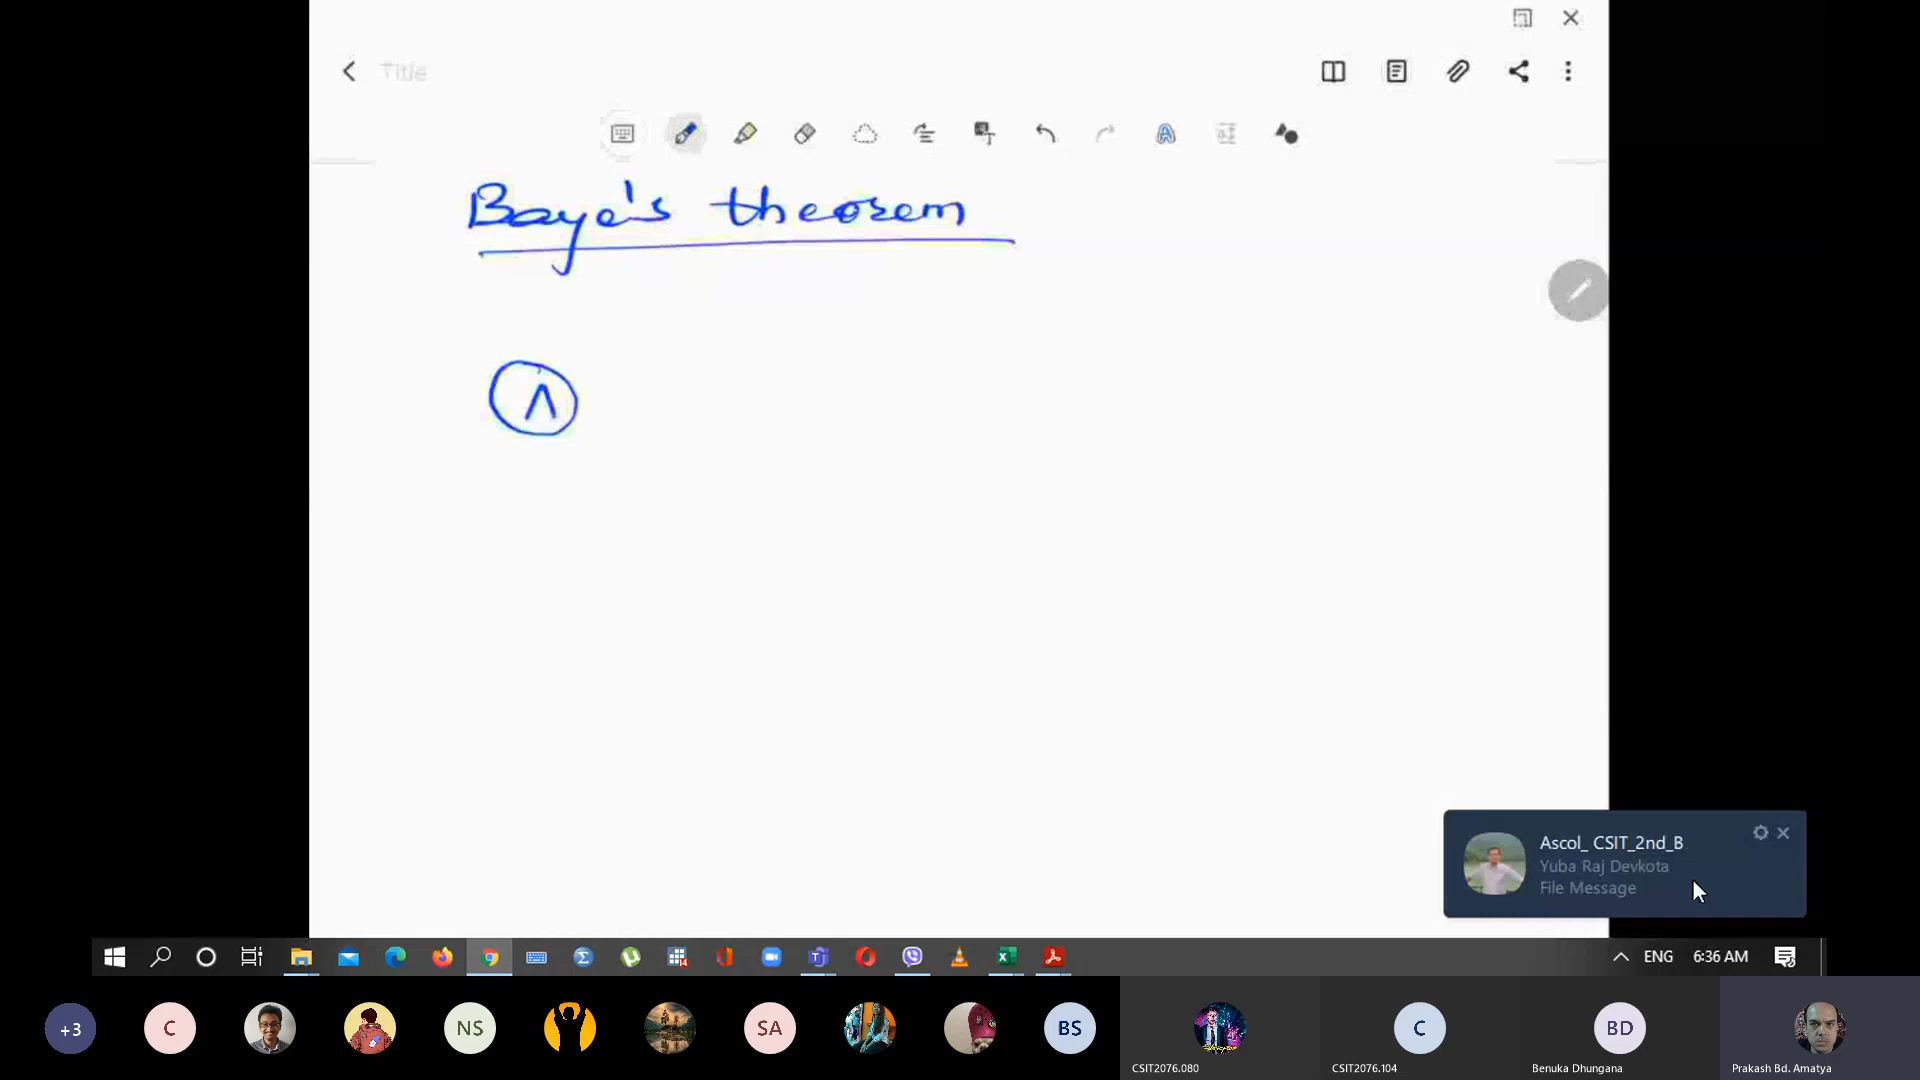 Title
Baye's theorem
A
Ascol_ CSIT_2nd_B
Yuba Raj Devkota
File Message
ENG 6:36 AM
+3 C NS SA BS C BD
CSIT2076.080 CSIT2076.104 Benuka Dhungana Prakash Bd. Amatya